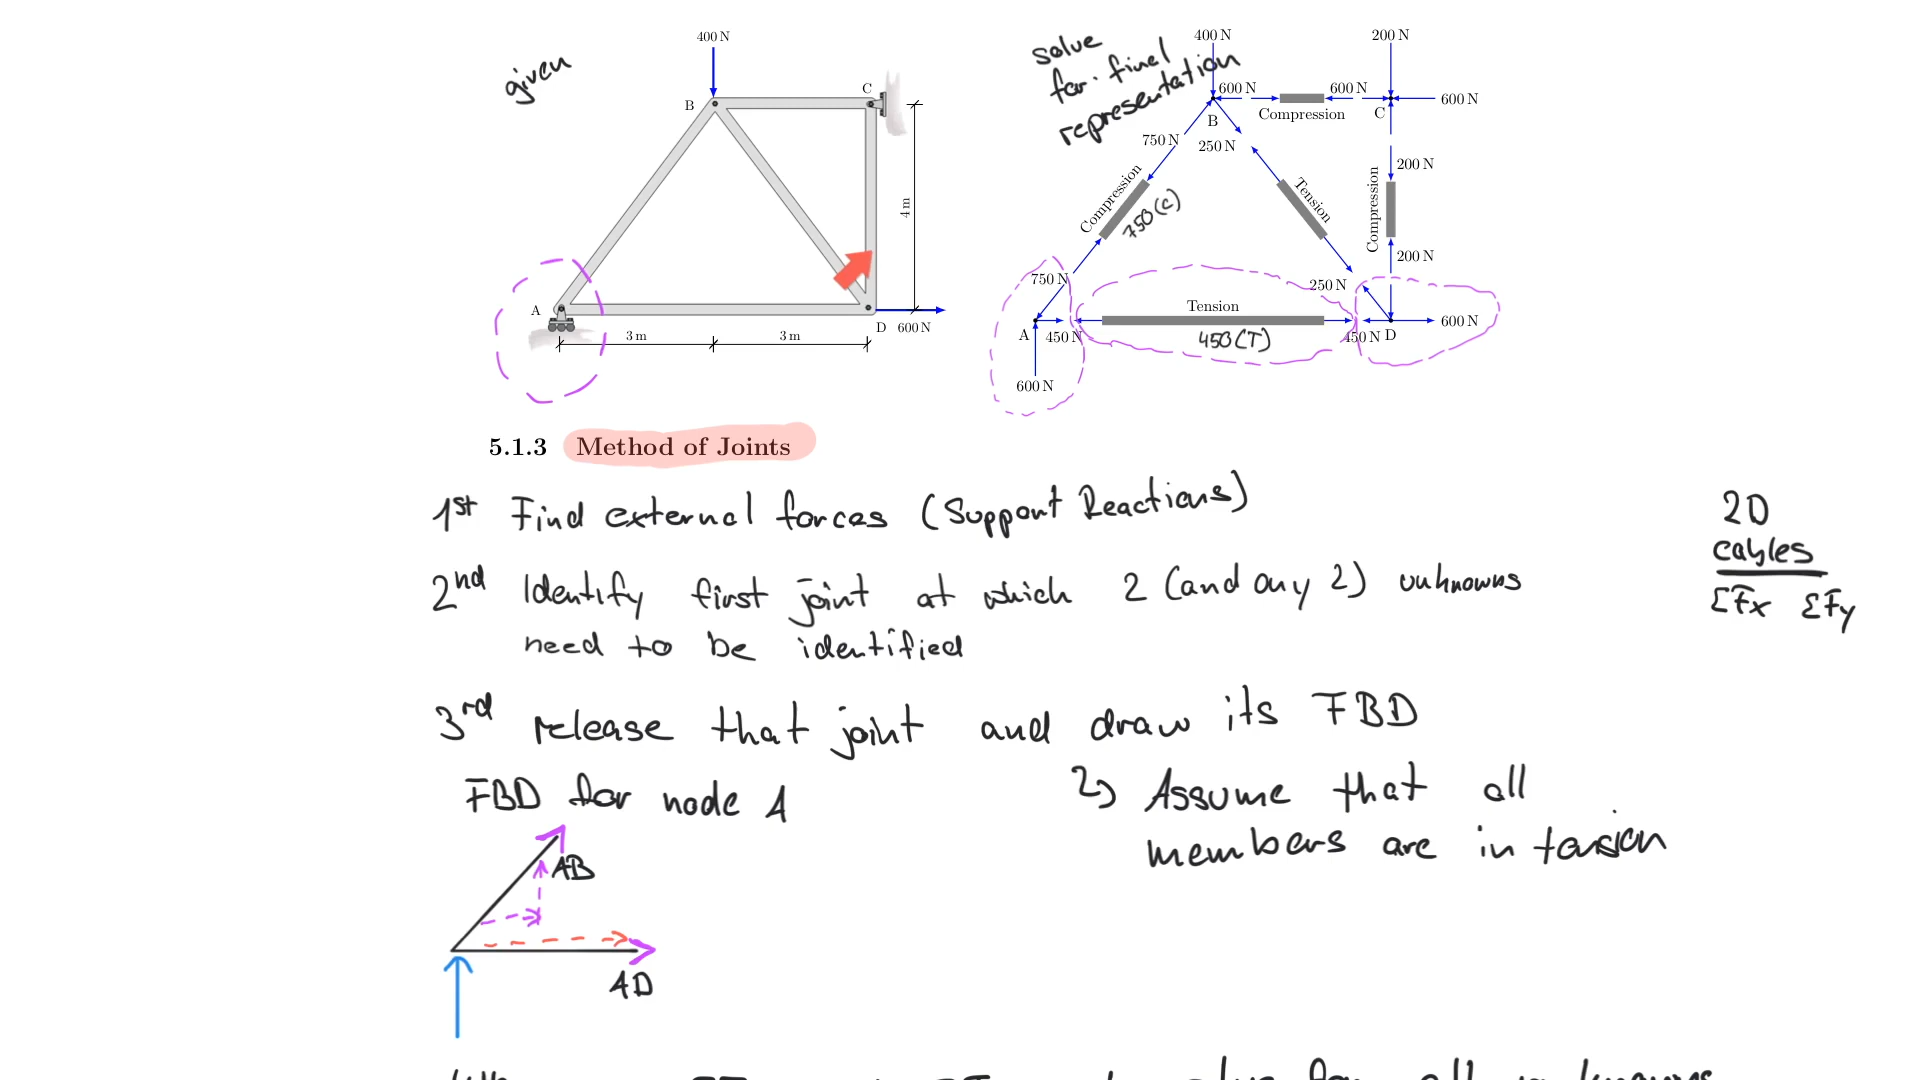 given
400 N
B
C
4 m
A
3 m
3 m
D
600 N
solve
for final
representation
400 N
200 N
600 N
600 N
600 N
B
Compression
C
750 N
250 N
200 N
Compression
Tension
Compression
750(C)
200 N
750 N
250 N
Tension
600 N
A
450 N
450(T)
450 N
D
600 N
5.1.3 Method of Joints
1st Find external forces (Support Reactions)
2D
cables
ΣFx ΣFy
2nd Identify first joint at which 2 (and any 2) unknowns
need to be identified
3rd release that joint and draw its FBD
FBD for node A
2) Assume that all
members are in tension
AB
AD